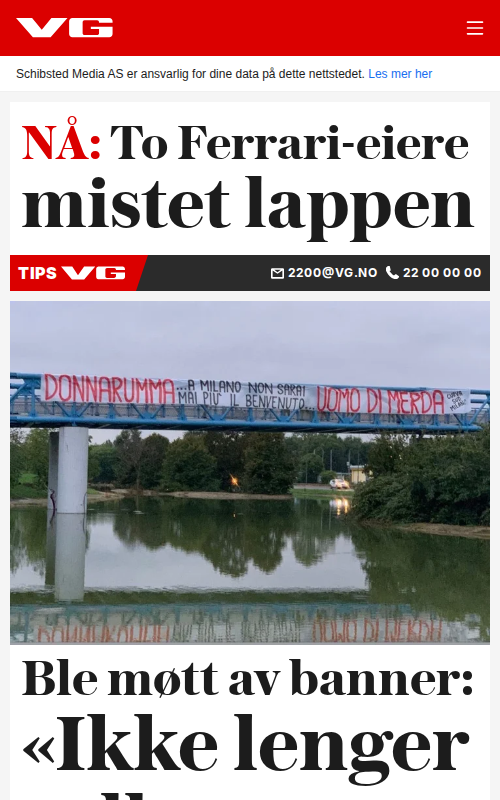 VG
Schibsted Media AS er ansvarlig for dine data på dette nettstedet. Les mer her
NÅ: To Ferrari-eiere
mistet lappen
TIPS VG 2200@VG.NO 22 00 00 00
DONNARUMMA ...A MILANO NON SARAI UOMO DI MERDA
MAI PIU' IL BENVENUTO...
Ble møtt av banner:
«Ikke lenger